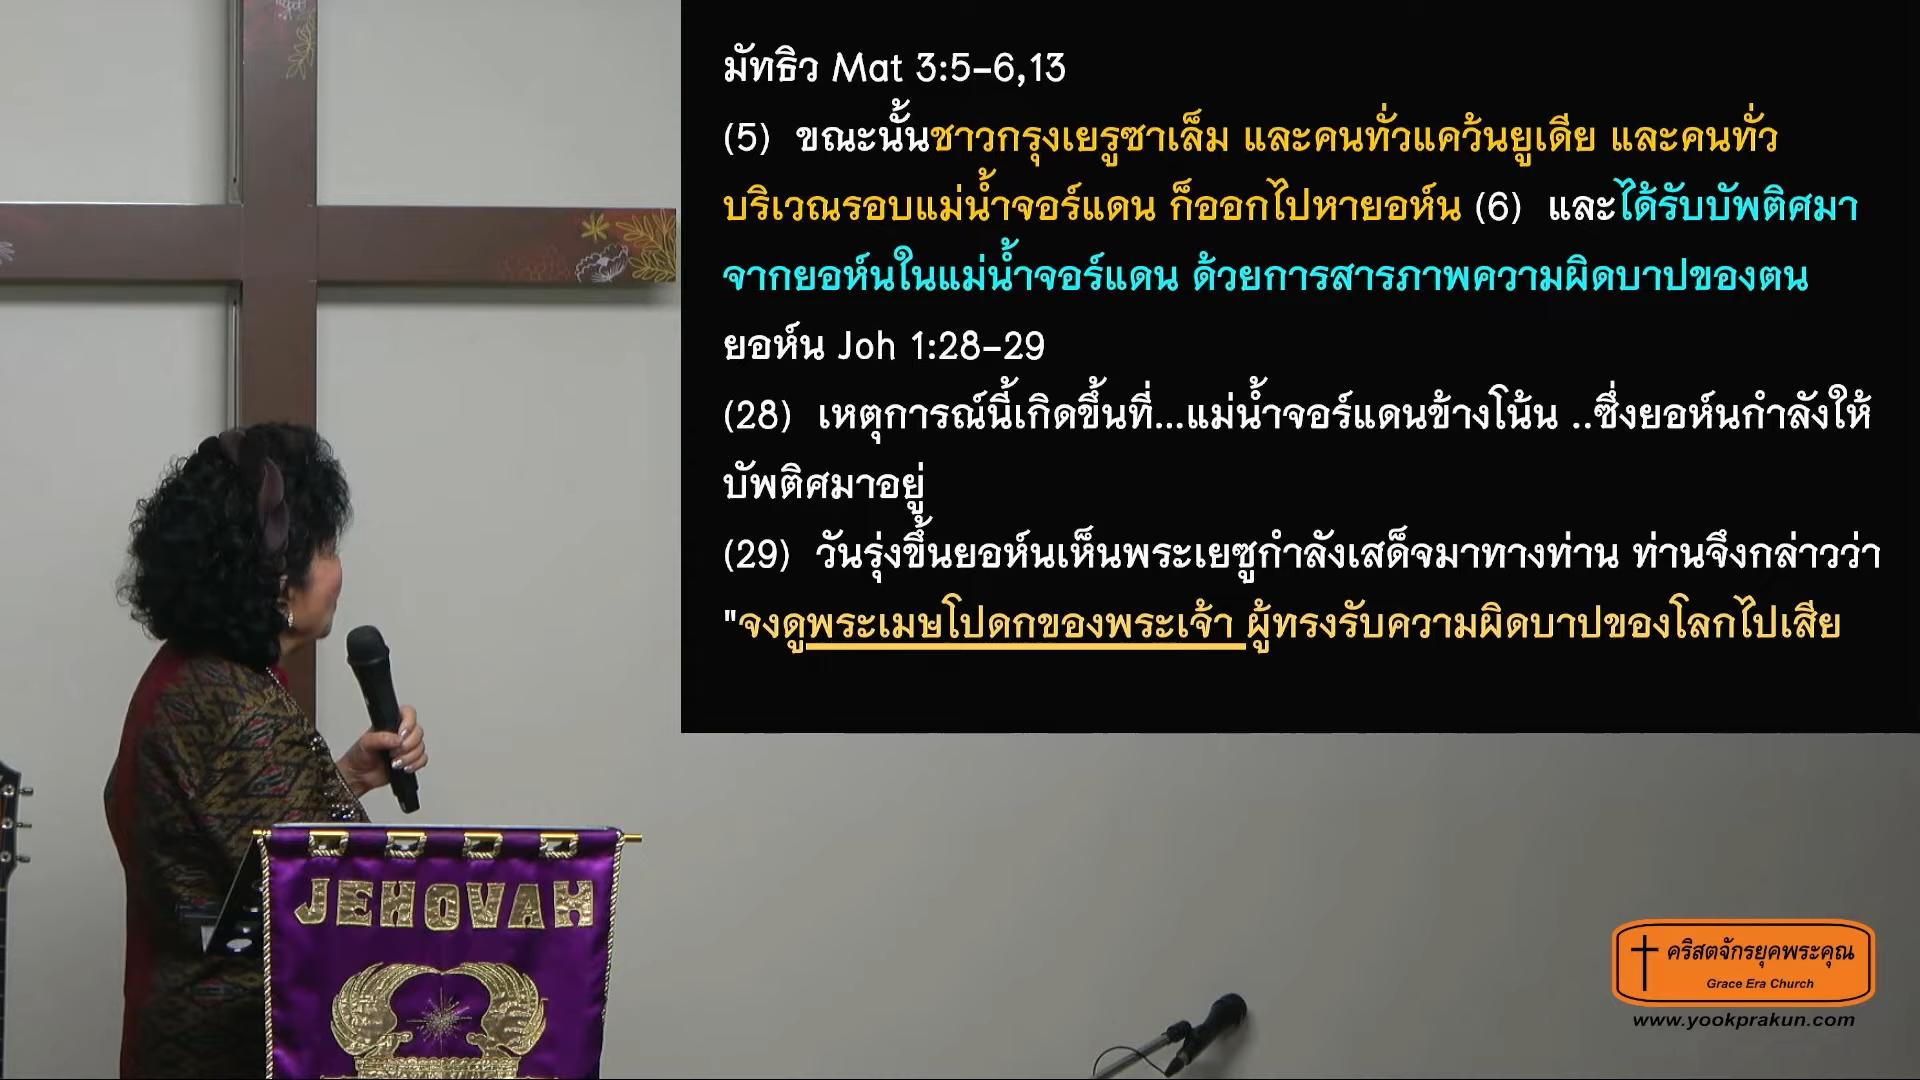 มัทธิว Mat 3:5-6,13
(5) ขณะนั้นชาวกรุงเยรูซาเล็ม และคนทั่วแคว้นยูเดีย และคนทั่ว
บริเวณรอบแม่น้ำจอร์แดน ก็ออกไปหายอห์น (6) และได้รับบัพติศมา
จากยอห์นในแม่น้ำจอร์แดน ด้วยการสารภาพความผิดบาปของตน
ยอห์น Joh 1:28-29
(28) เหตุการณ์นี้เกิดขึ้นที่...แม่น้ำจอร์แดนข้างโน้น ..ซึ่งยอห์นกำลังให้
บัพติศมาอยู่
(29) วันรุ่งขึ้นยอห์นเห็นพระเยซูกำลังเสด็จมาทางท่าน ท่านจึงกล่าวว่า
"จงดูพระเมษโปดกของพระเจ้า ผู้ทรงรับความผิดบาปของโลกไปเสีย
JEHOVAH
คริสตจักรยุคพระคุณ
Grace Era Church
www.yookprakun.com